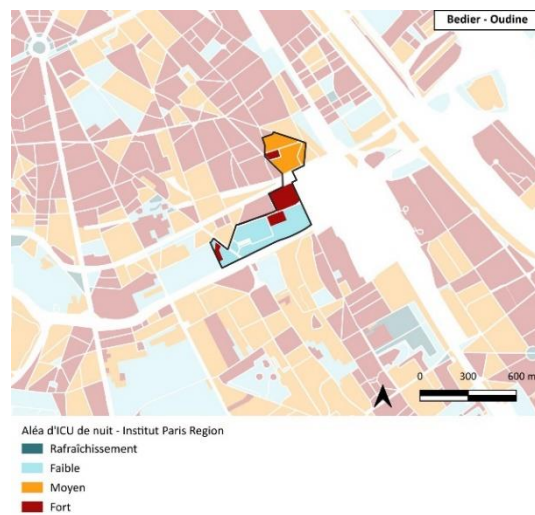 Bedier - Oudine
0 300 600 m
Aléa d'ICU de nuit - Institut Paris Region
Rafraîchissement
Faible
Moyen
Fort